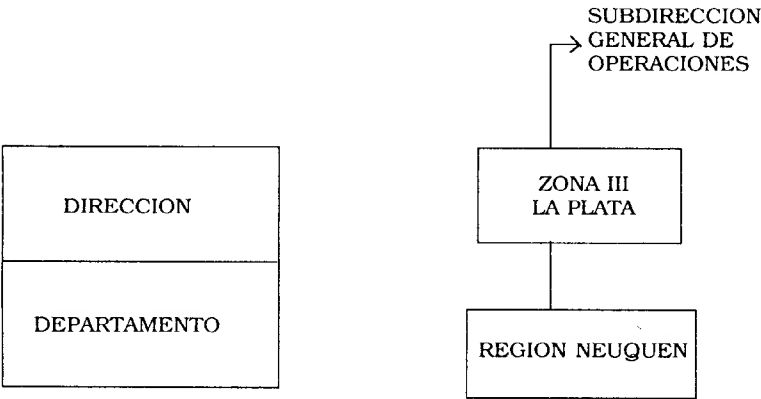 SUBDIRECCION
GENERAL DE
OPERACIONES
DIRECCION
ZONA III
LA PLATA
DEPARTAMENTO
REGION NEUQUEN